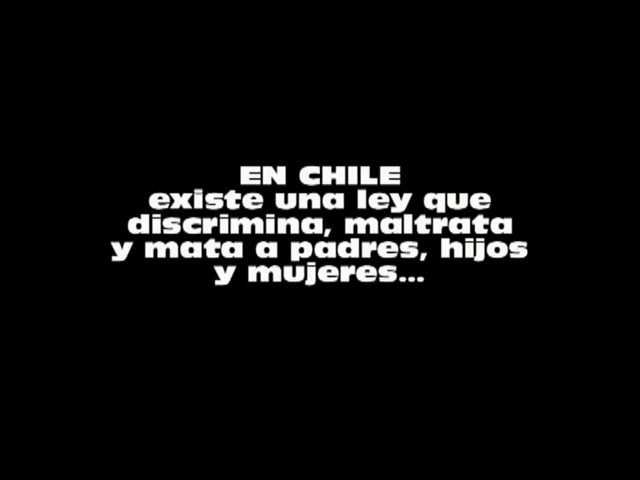 EN CHILE
existe una ley que
discrimina, maltrata
y mata a padres, hijos
y mujeres...